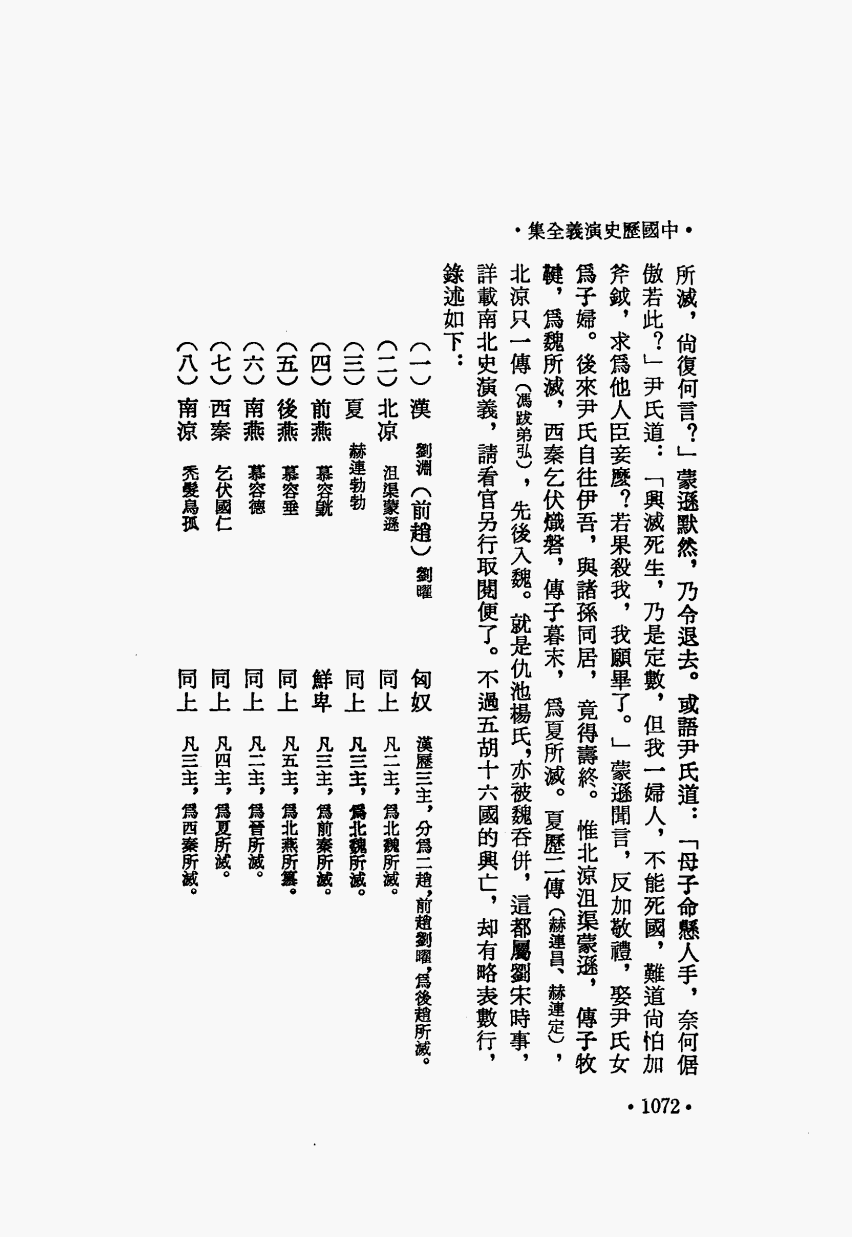 •中國歷史演義全集•
所滅，尙復何言？」蒙遜默然，乃令退去。或語尹氏道：「母子命懸人手，奈何倨
傲若此？」尹氏道：「興滅死生，乃是定數，但我一婦人，不能死國，難道尙怕加
斧鉞，求爲他人臣妾麼？若果殺我，我願畢了。」蒙遜聞言，反加敬禮，娶尹氏女
爲子婦。後來尹氏自往伊吾，與諸孫同居，竟得壽終。惟北涼沮渠蒙遜，傳子牧
犍，爲魏所滅，西秦乞伏熾磐，傳子暮末，爲夏所滅。夏歷二傳（赫連昌、赫連定），
北涼只一傳（馮跋弟弘），先後入魏。就是仇池楊氏，亦被魏吞併，這都屬劉宋時事，
詳載南北史演義，請看官另行取閱便了。不過五胡十六國的興亡，却有略表數行，
錄述如下：
（一）漢 劉淵（前趙）劉曜 匈奴 漢歷三主，分爲二趙，前趙劉曜，爲後趙所滅。
（二）北凉 沮渠蒙遜 同上 凡二主，爲北魏所滅。
（三）夏 赫連勃勃 同上 凡三主，爲北魏所滅。
（四）前燕 慕容皝 鮮卑 凡三主，爲前秦所滅。
（五）後燕 慕容垂 同上 凡五主，爲北燕所篡。
（六）南燕 慕容德 同上 凡二主，爲晉所滅。
（七）西秦 乞伏國仁 同上 凡四主，爲夏所滅。
（八）南涼 禿髮烏孤 同上 凡三主，爲西秦所滅。
•1072•